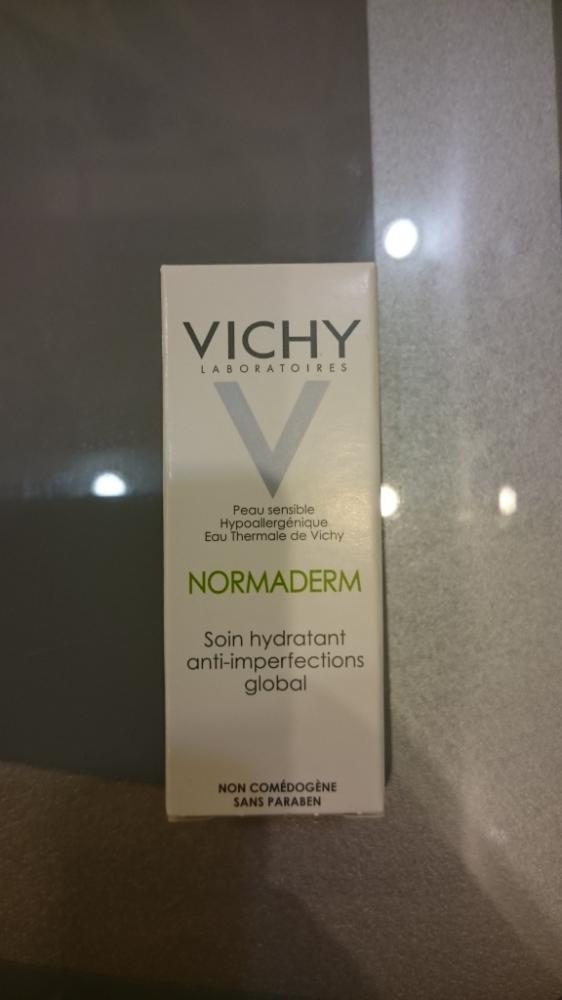 VICHY
LABORATOIRES
V
Peau sensible
Hypoallergénique
Eau Thermale de Vichy
NORMADERM
Soin hydratant
anti-imperfections
global
NON COMÉDOGÈNE
SANS PARABEN